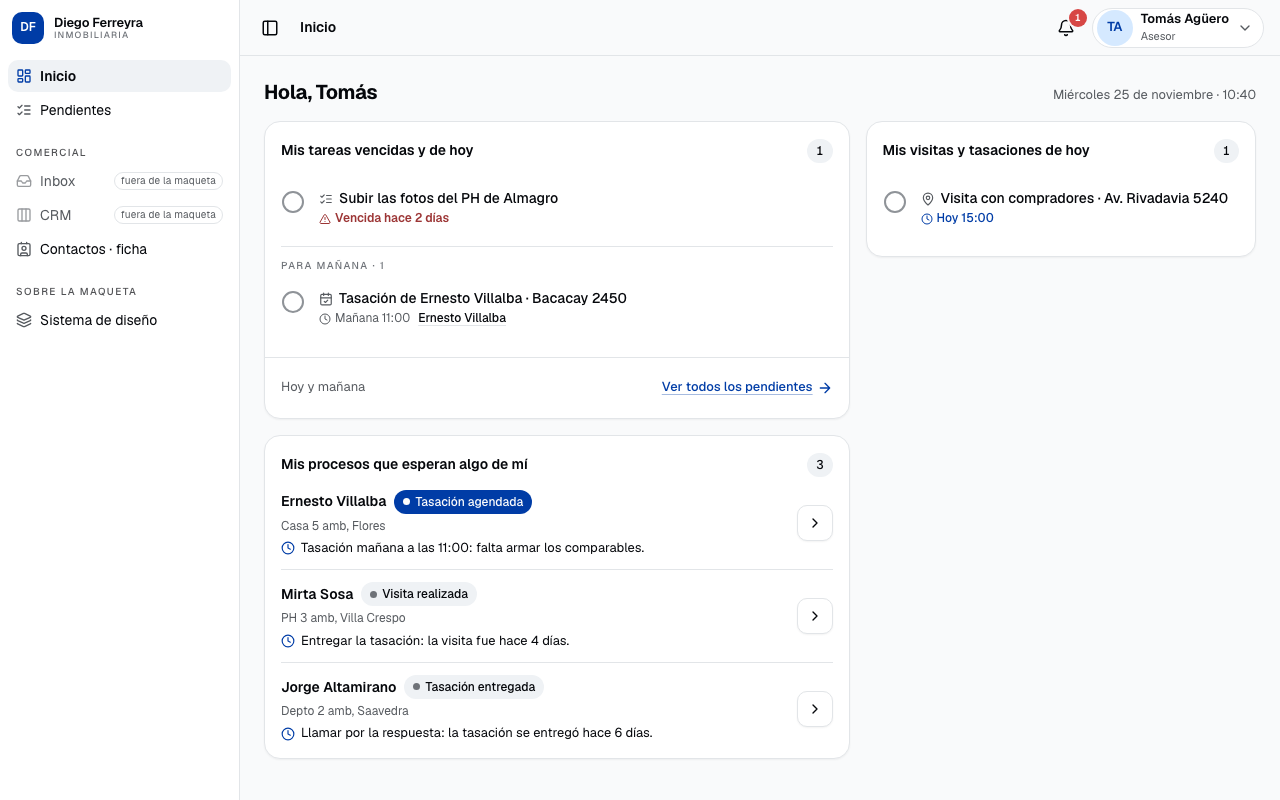 DF
Diego Ferreyra
INMOBILIARIA
Inicio
Pendientes
COMERCIAL
Inbox
fuera de la maqueta
CRM
fuera de la maqueta
Contactos · ficha
SOBRE LA MAQUETA
Sistema de diseño
Inicio
1
TA
Tomás Agüero
Asesor
Hola, Tomás
Miércoles 25 de noviembre · 10:40
Mis tareas vencidas y de hoy
1
Subir las fotos del PH de Almagro
Vencida hace 2 días
PARA MAÑANA · 1
Tasación de Ernesto Villalba · Bacacay 2450
Mañana 11:00 Ernesto Villalba
Hoy y mañana
Ver todos los pendientes
Mis visitas y tasaciones de hoy
1
Visita con compradores · Av. Rivadavia 5240
Hoy 15:00
Mis procesos que esperan algo de mí
3
Ernesto Villalba
Tasación agendada
Casa 5 amb, Flores
Tasación mañana a las 11:00: falta armar los comparables.
Mirta Sosa
Visita realizada
PH 3 amb, Villa Crespo
Entregar la tasación: la visita fue hace 4 días.
Jorge Altamirano
Tasación entregada
Depto 2 amb, Saavedra
Llamar por la respuesta: la tasación se entregó hace 6 días.